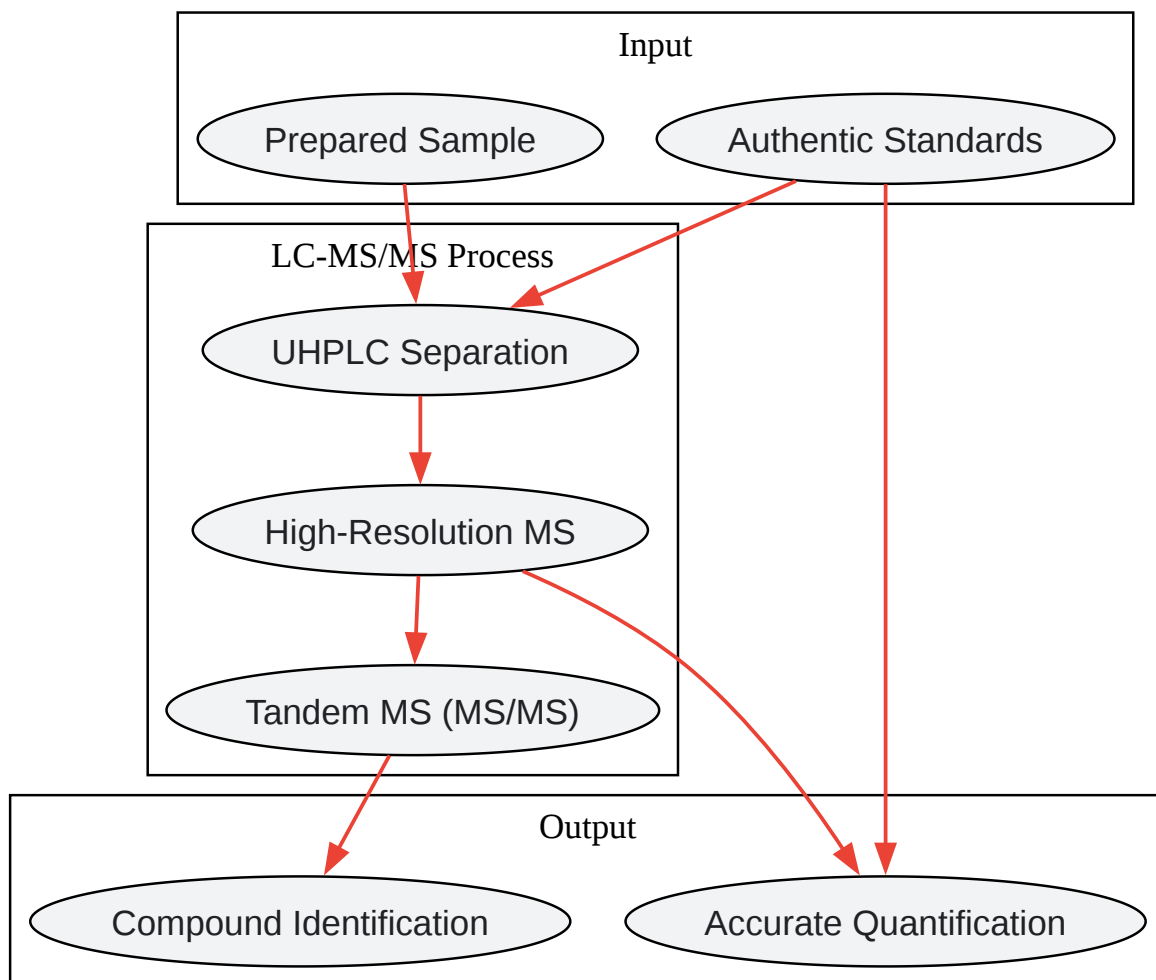 Input
Prepared Sample
Authentic Standards
LC-MS/MS Process
UHPLC Separation
High-Resolution MS
Tandem MS (MS/MS)
Output
Compound Identification
Accurate Quantification